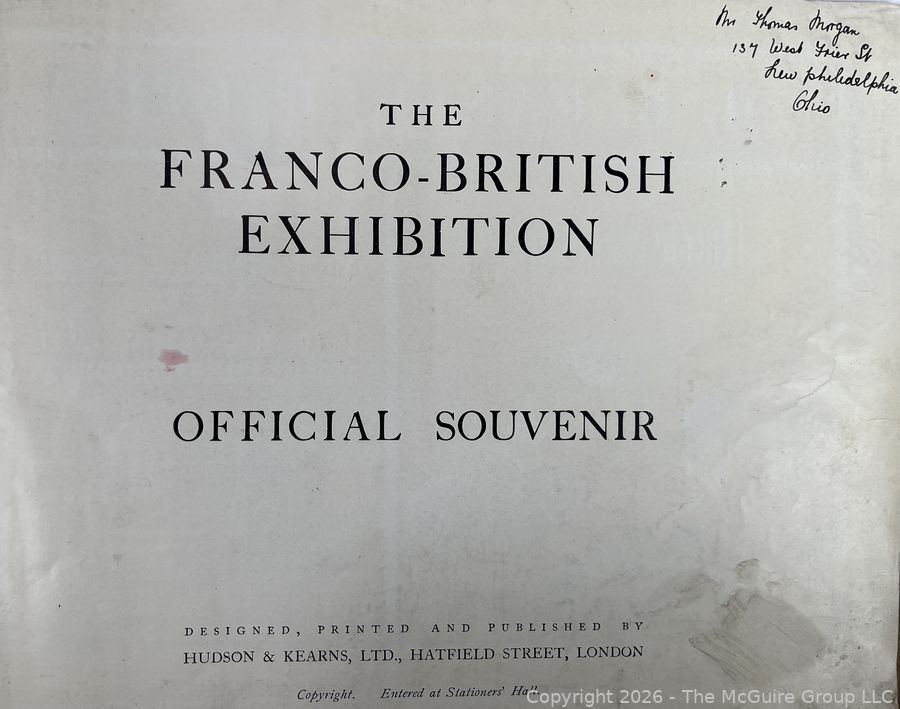 Mr Thomas Morgan
137 West Frier St
New pheledelphia
Ohio
THE
FRANCO-BRITISH
EXHIBITION
OFFICIAL SOUVENIR
DESIGNED, PRINTED AND PUBLISHED BY
HUDSON & KEARNS, LTD., HATFIELD STREET, LONDON
Copyright. Entered at Stationers' Hall.
Copyright 2026 - The McGuire Group LLC